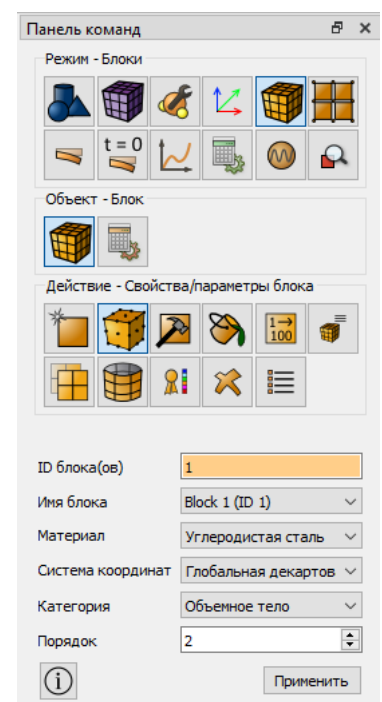 Панель команд
Режим - Блоки
t = 0
Объект - Блок
Действие - Свойства/параметры блока
1→
100
ID блока(ов) 1
Имя блока Block 1 (ID 1)
Материал Углеродистая сталь
Система координат Глобальная декартов
Категория Объемное тело
Порядок 2
Применить